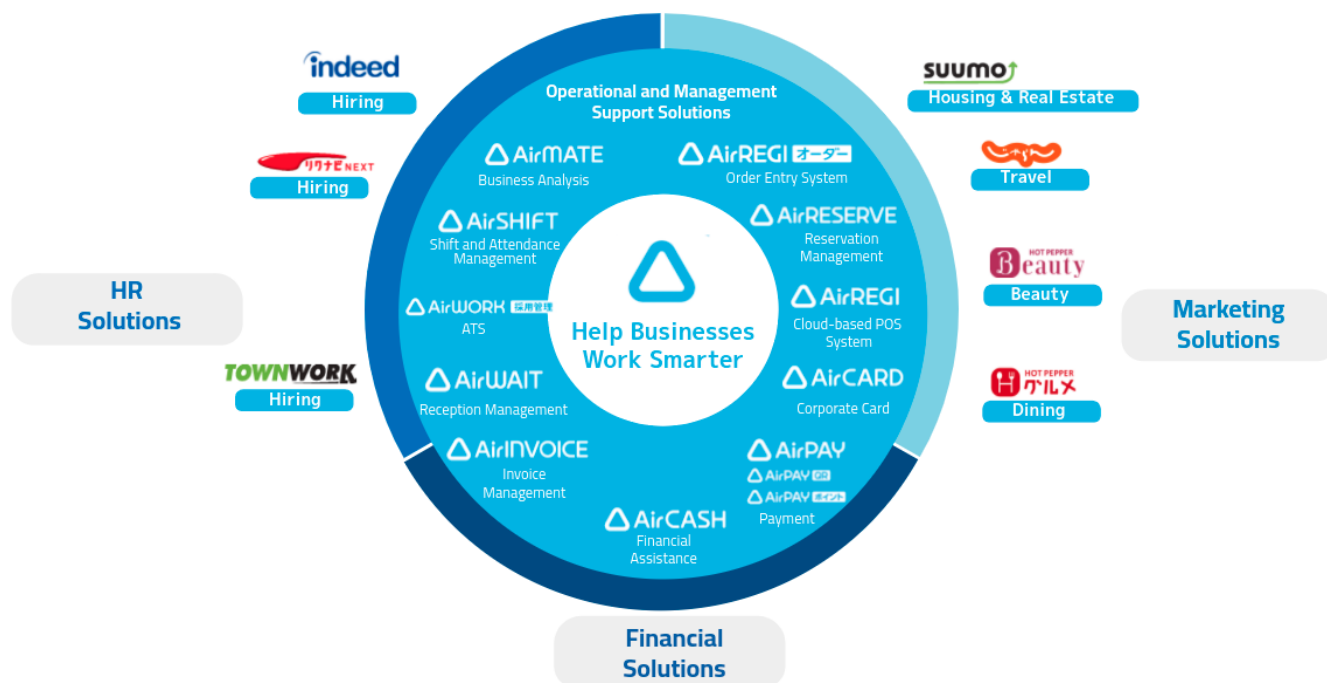 indeed
Hiring
リクナビNEXT
Hiring
HR
Solutions
TOWNWORK
Hiring
Operational and Management
Support Solutions
AirMATE
Business Analysis
AirREGI オーダー
Order Entry System
AirSHIFT
Shift and Attendance
Management
AirRESERVE
Reservation
Management
AirWORK 採用管理
ATS
AirREGI
Cloud-based POS
System
Help Businesses
Work Smarter
AirWAIT
Reception Management
AirCARD
Corporate Card
AirINVOICE
Invoice
Management
AirPAY
AirPAY QR
AirPAY ポイント
Payment
AirCASH
Financial
Assistance
SUUMO
Housing & Real Estate
Travel
HOT PEPPER
Beauty
Beauty
Marketing
Solutions
HOT PEPPER
グルメ
Dining
Financial
Solutions